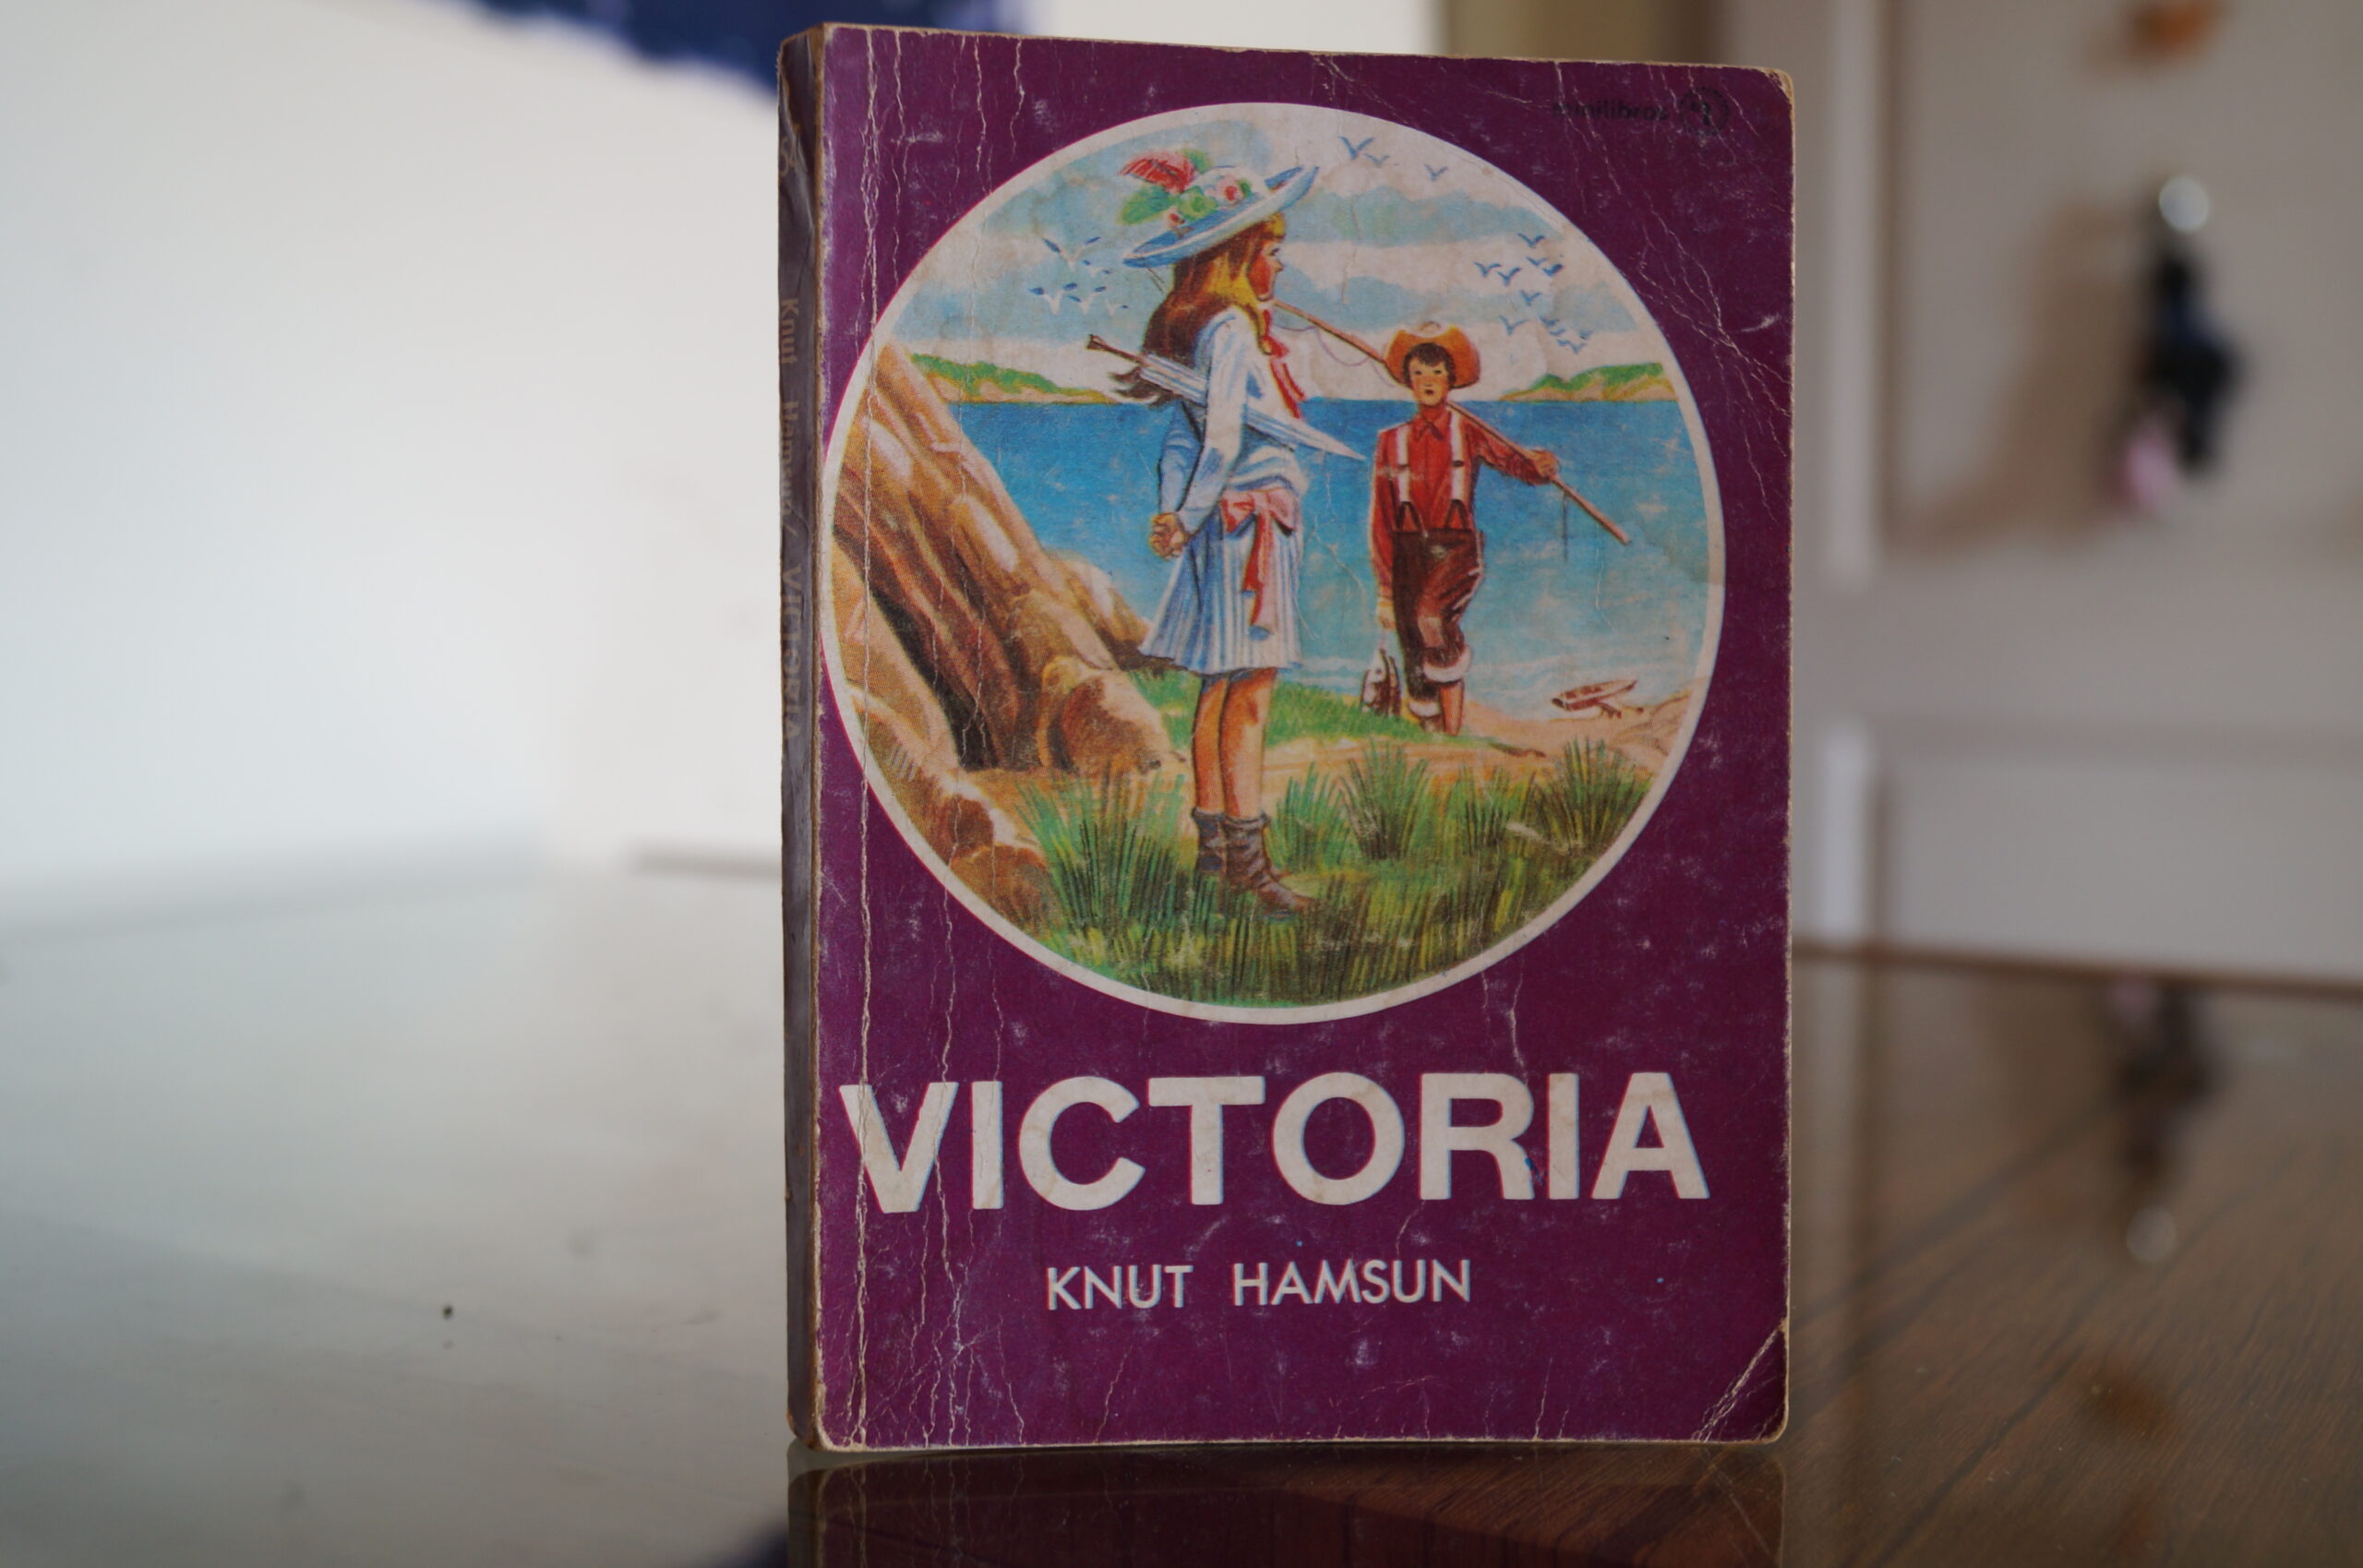 minilibros
VICTORIA
KNUT HAMSUN
Knut Hamsun / VICTORIA